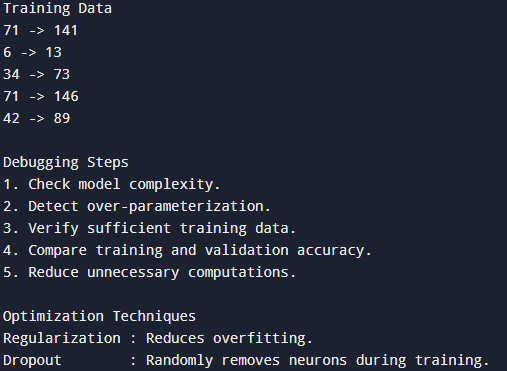 Training Data
71 -> 141
6 -> 13
34 -> 73
71 -> 146
42 -> 89
Debugging Steps
1. Check model complexity.
2. Detect over-parameterization.
3. Verify sufficient training data.
4. Compare training and validation accuracy.
5. Reduce unnecessary computations.
Optimization Techniques
Regularization : Reduces overfitting.
Dropout        : Randomly removes neurons during training.